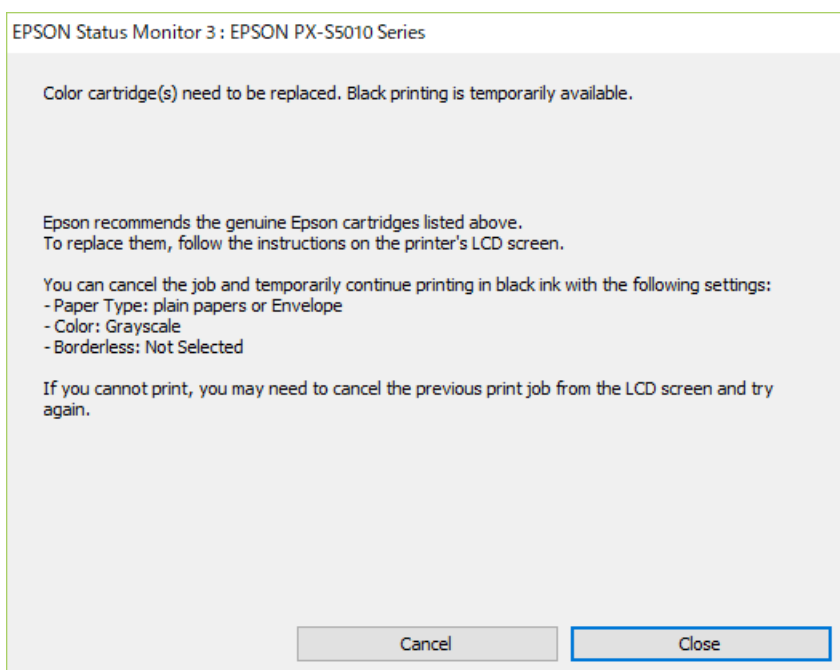 EPSON Status Monitor 3 : EPSON PX-S5010 Series
Color cartridge(s) need to be replaced. Black printing is temporarily available.
Epson recommends the genuine Epson cartridges listed above.
To replace them, follow the instructions on the printer's LCD screen.
You can cancel the job and temporarily continue printing in black ink with the following settings:
- Paper Type: plain papers or Envelope
- Color: Grayscale
- Borderless: Not Selected
If you cannot print, you may need to cancel the previous print job from the LCD screen and try
again.
Cancel Close